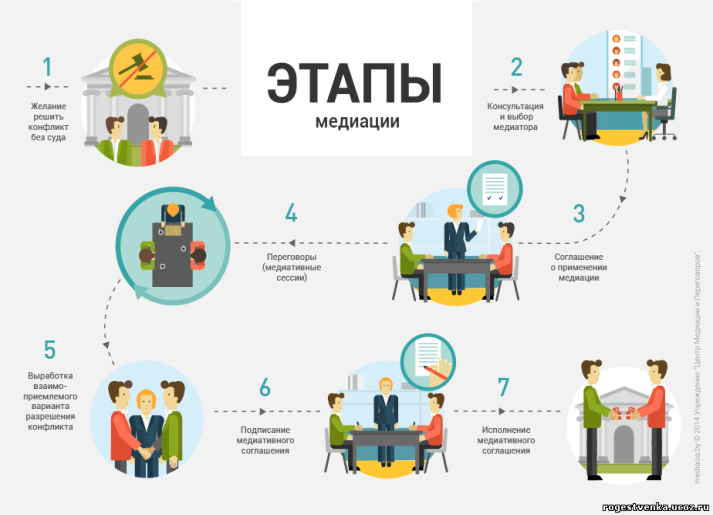 ЭТАПЫ
медиации
1
Желание
решить
конфликт
без суда
2
Консультация
и выбор
медиатора
3
Соглашение
о применении
медиации
4
Переговоры
(медиативные
сессии)
5
Выработка
взаимо-
приемлемого
варианта
разрешения
конфликта
6
Подписание
медиативного
соглашения
7
Исполнение
медиативного
соглашения
mediacia.by © 2014 Учреждение "Центр Медиации и Переговоров".
rogestvenka.ucoz.ru